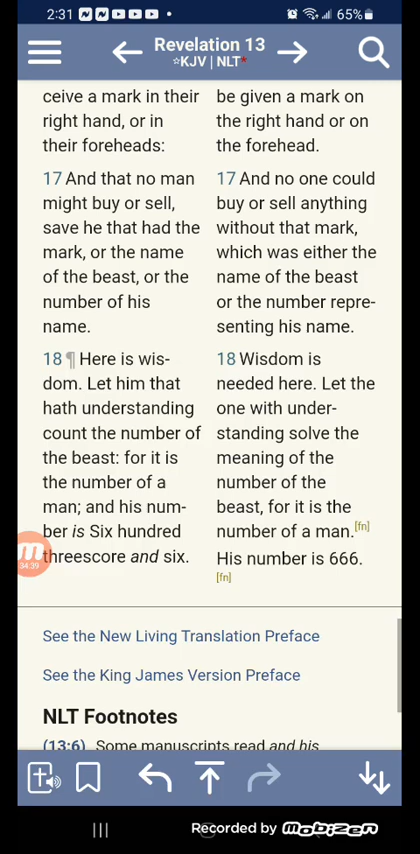 2:31 65%
Revelation 13
☆KJV | NLT*
ceive a mark in their
right hand, or in
their foreheads:
17 And that no man
might buy or sell,
save he that had the
mark, or the name
of the beast, or the
number of his
name.
18 ¶ Here is wis-
dom. Let him that
hath understanding
count the number of
the beast: for it is
the number of a
man; and his num-
ber is Six hundred
threescore and six.
be given a mark on
the right hand or on
the forehead.
17 And no one could
buy or sell anything
without that mark,
which was either the
name of the beast
or the number repre-
senting his name.
18 Wisdom is
needed here. Let the
one with under-
standing solve the
meaning of the
number of the
beast, for it is the
number of a man.[fn]
His number is 666.
[fn]
34:39
See the New Living Translation Preface
See the King James Version Preface
NLT Footnotes
(13:6) Some manuscripts read and his
Recorded by mobizen